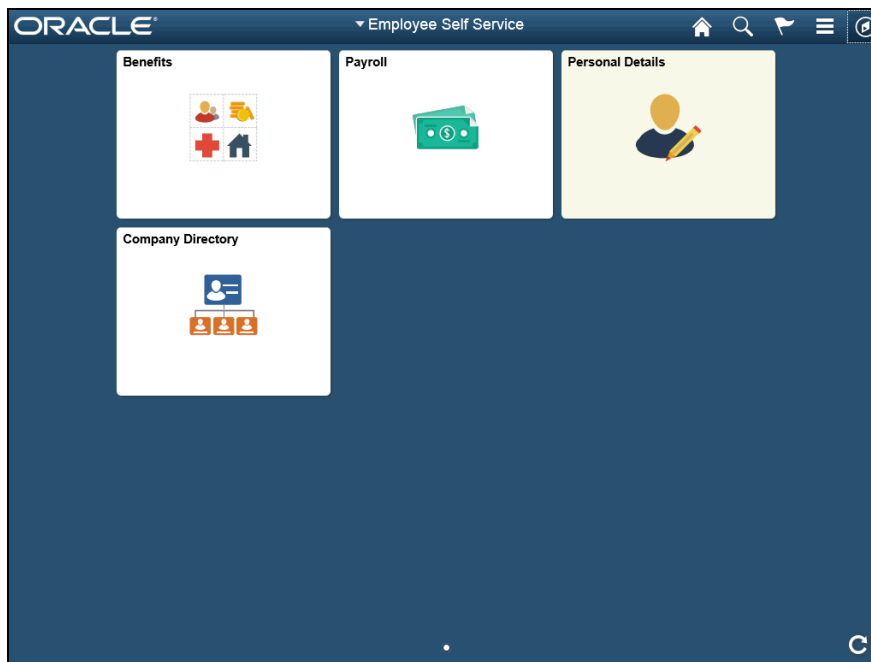 ORACLE®
Employee Self Service
Benefits
Payroll
Personal Details
Company Directory